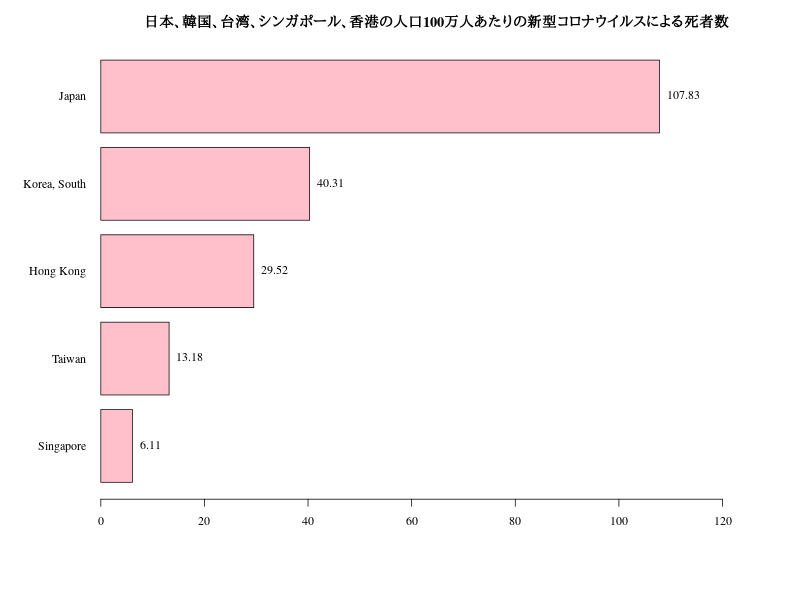 日本、韓国、台湾、シンガポール、香港の人口100万人あたりの新型コロナウイルスによる死者数
Japan 107.83
Korea, South 40.31
Hong Kong 29.52
Taiwan 13.18
Singapore 6.11
0 20 40 60 80 100 120